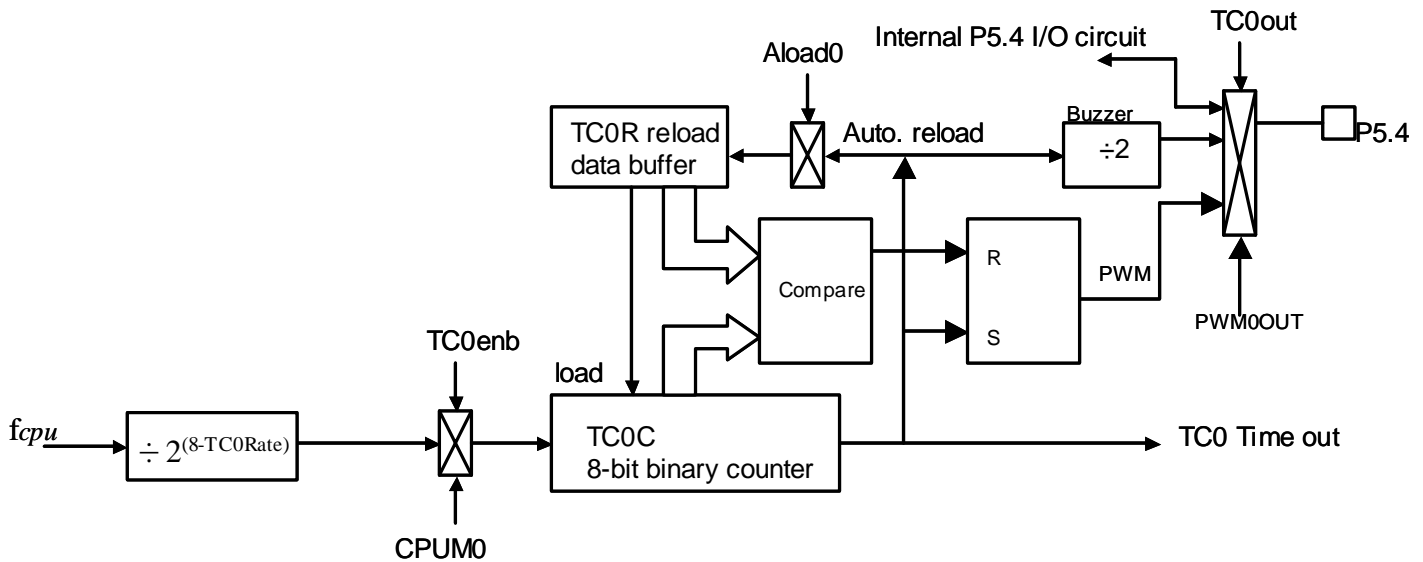 TC0out
Internal P5.4 I/O circuit
Aload0
Buzzer
TC0R reload
data buffer
Auto. reload
÷2
P5.4
R
PWM
Compare
S
PWM0OUT
TC0enb
load
fcpu
÷ 2(8-TC0Rate)
TC0C
8-bit binary counter
TC0 Time out
CPUM0